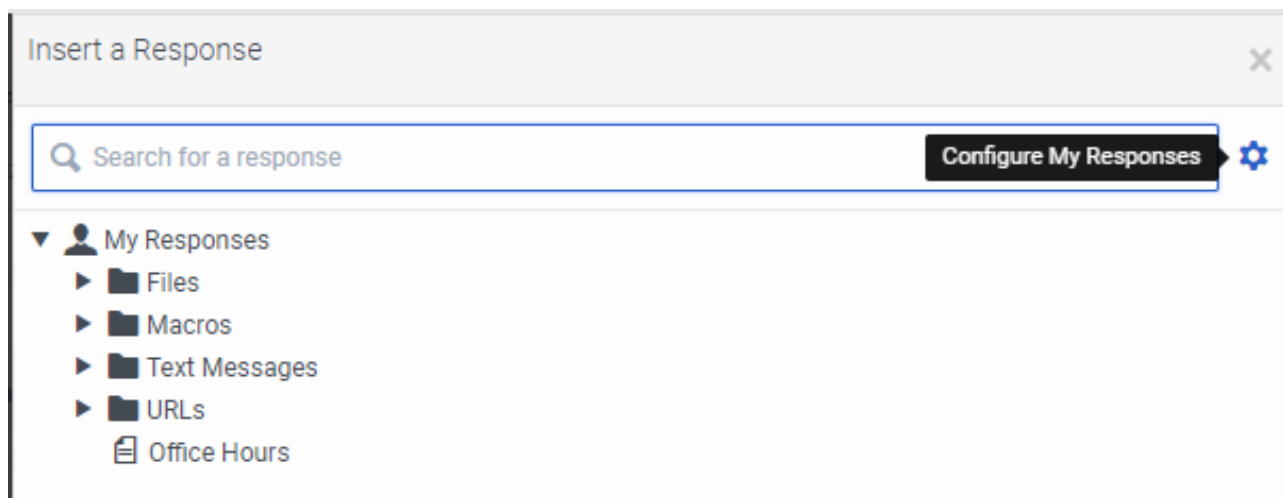 Insert a Response
Search for a response
Configure My Responses
My Responses
Files
Macros
Text Messages
URLs
Office Hours